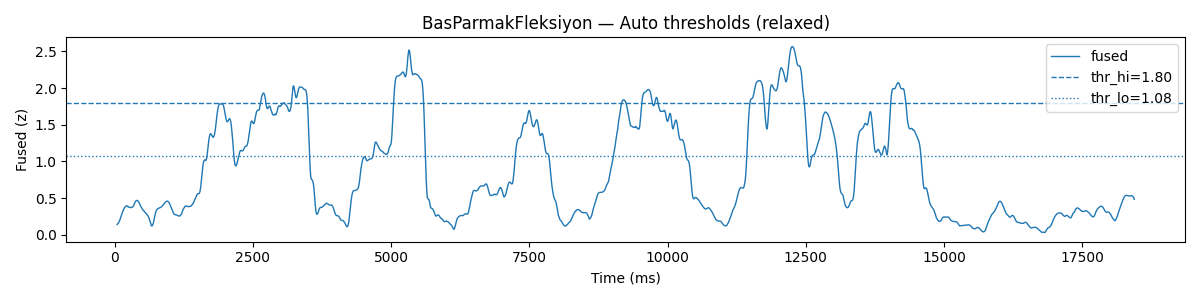 BasParmakFleksiyon — Auto thresholds (relaxed)
fused
thr_hi=1.80
thr_lo=1.08
Fused (z)
2.5
2.0
1.5
1.0
0.5
0.0
0 2500 5000 7500 10000 12500 15000 17500
Time (ms)